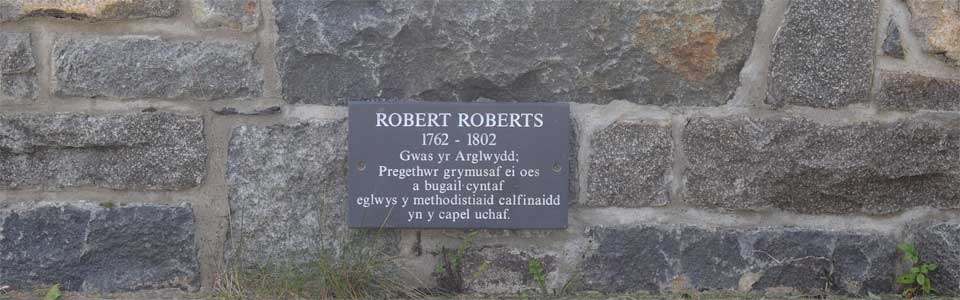 ROBERT ROBERTS
1762 - 1802
Gwas yr Arglwydd;
Pregethwr grymusaf ei oes
a bugail cyntaf
eglwys y methodistiaid calfinaidd
yn y capel uchaf.